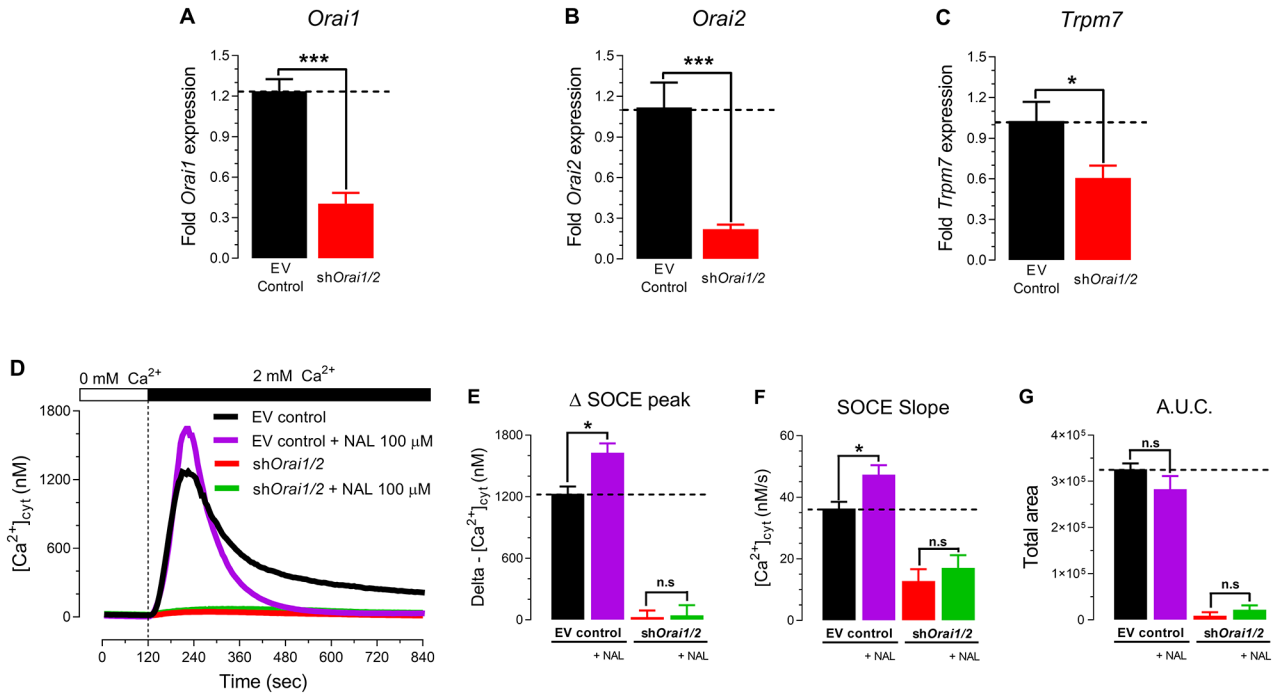 A
Orai1
Fold Orai1 expression
1.5
1.2
0.9
0.6
0.3
0.0
***
EV
Control
shOrai1/2
B
Orai2
Fold Orai2 expression
1.5
1.2
0.9
0.6
0.3
0.0
***
EV
Control
shOrai1/2
C
Trpm7
Fold Trpm7 expression
1.5
1.2
0.9
0.6
0.3
0.0
*
EV
Control
shOrai1/2
D
0 mM Ca²⁺
2 mM Ca²⁺
[Ca²⁺]cyt (nM)
1800
1200
600
0
EV control
EV control + NAL 100 µM
shOrai1/2
shOrai1/2 + NAL 100 µM
0 120 240 360 480 600 720 840
Time (sec)
E
Δ SOCE peak
Delta - [Ca²⁺]cyt (nM)
1800
1200
600
0
*
n.s
EV control shOrai1/2
+ NAL + NAL
F
SOCE Slope
[Ca²⁺]cyt (nM/s)
60
40
20
0
*
n.s
EV control shOrai1/2
+ NAL + NAL
G
A.U.C.
Total area
4×10⁵
3×10⁵
2×10⁵
1×10⁵
0
n.s
n.s
EV control shOrai1/2
+ NAL + NAL